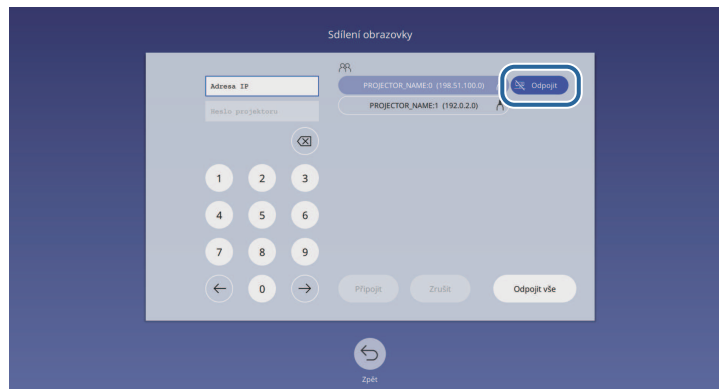 Sdílení obrazovky
Adresa IP
Heslo projektoru
PROJECTOR_NAME:0 (198.51.100.0)
Odpojit
PROJECTOR_NAME:1 (192.0.2.0)
1 2 3
4 5 6
7 8 9
0
Připojit Zrušit Odpojit vše
Zpět